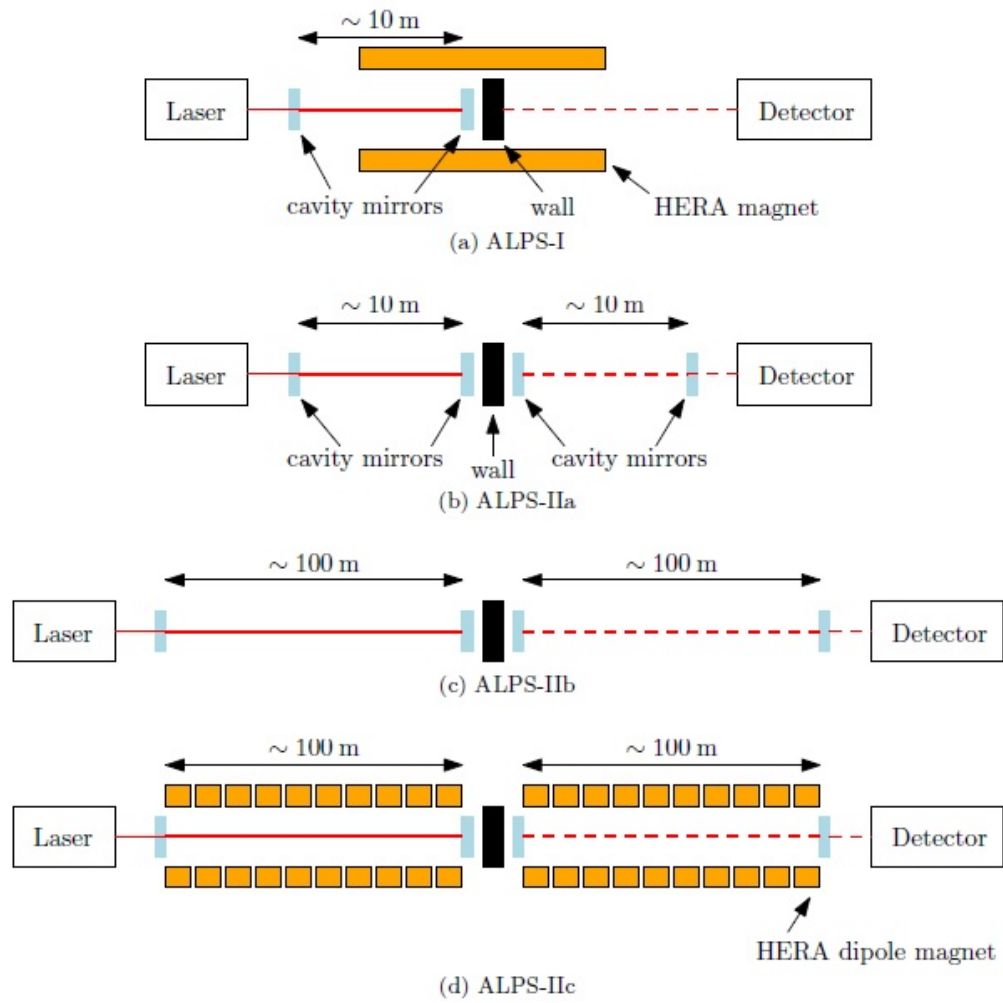 ~ 10 m
Laser
Detector
cavity mirrors
wall
HERA magnet
(a) ALPS-I
~ 10 m
~ 10 m
Laser
Detector
cavity mirrors
wall
cavity mirrors
(b) ALPS-IIa
~ 100 m
~ 100 m
Laser
Detector
(c) ALPS-IIb
~ 100 m
~ 100 m
Laser
Detector
HERA dipole magnet
(d) ALPS-IIc